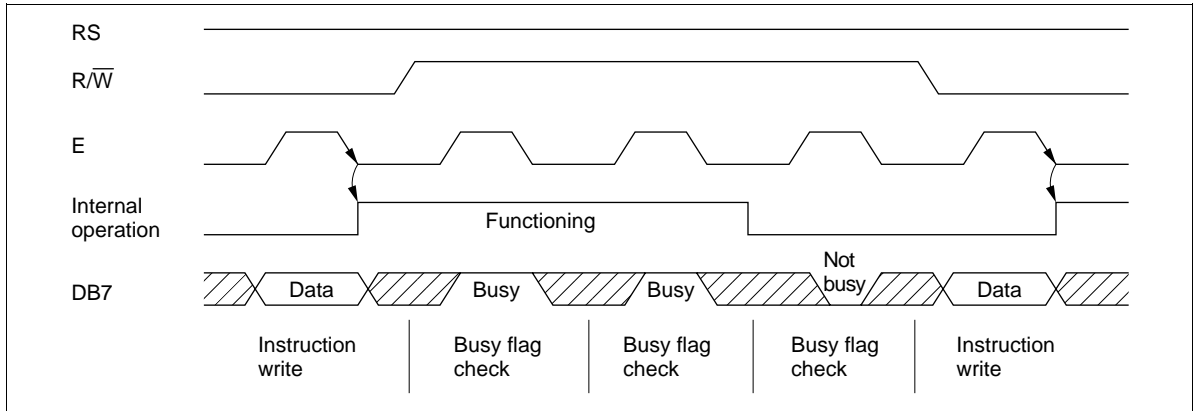 RS
R/W̅
E
Internal
operation
Functioning
DB7
Data
Busy
Busy
Not
busy
Data
Instruction
write
Busy flag
check
Busy flag
check
Busy flag
check
Instruction
write